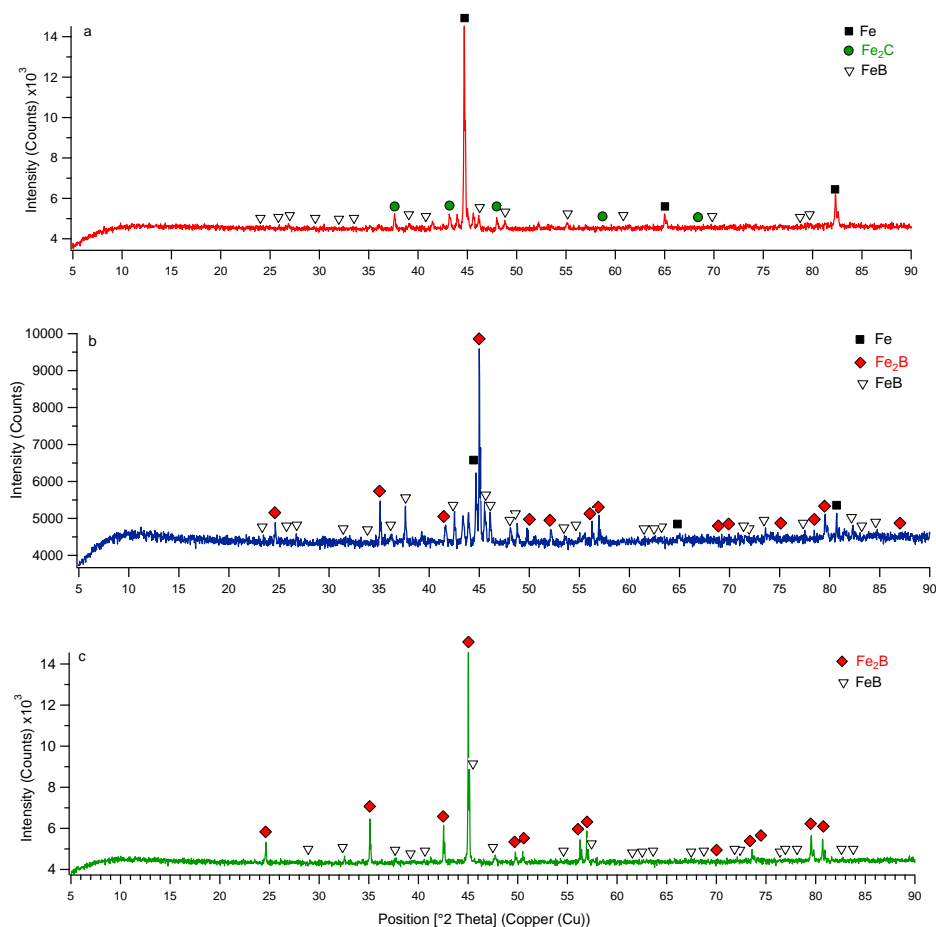 a
Fe
Fe₂C
FeB
Intensity (Counts) x10³
14
12
10
8
6
4
5 10 15 20 25 30 35 40 45 50 55 60 65 70 75 80 85 90
b
Fe
Fe₂B
FeB
Intensity (Counts)
10000
9000
8000
7000
6000
5000
4000
5 10 15 20 25 30 35 40 45 50 55 60 65 70 75 80 85 90
c
Fe₂B
FeB
Intensity (Counts) x10³
14
12
10
8
6
4
5 10 15 20 25 30 35 40 45 50 55 60 65 70 75 80 85 90
Position [°2 Theta] (Copper (Cu))